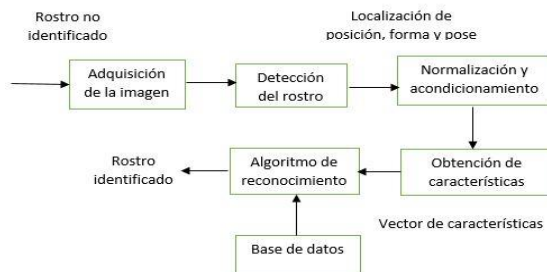 Rostro no
identificado
Localización de
posición, forma y pose
Adquisición
de la imagen
Detección
del rostro
Normalización y
acondicionamiento
Rostro
identificado
Algoritmo de
reconocimiento
Obtención de
características
Vector de características
Base de datos